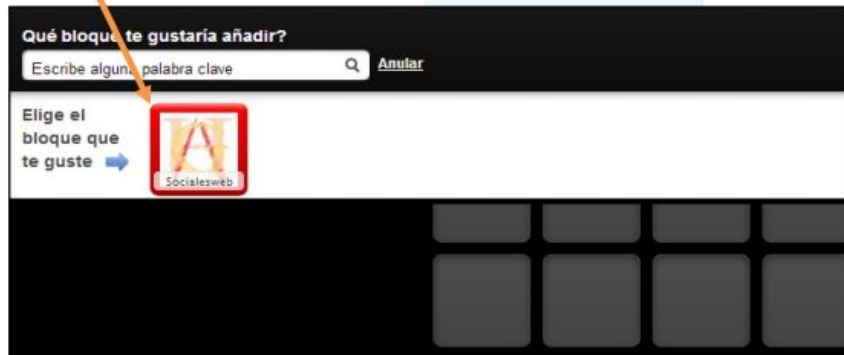 Qué bloque te gustaría añadir?
Escribe alguna palabra clave
Anular
Elige el
bloque que
te guste
Socialesweb